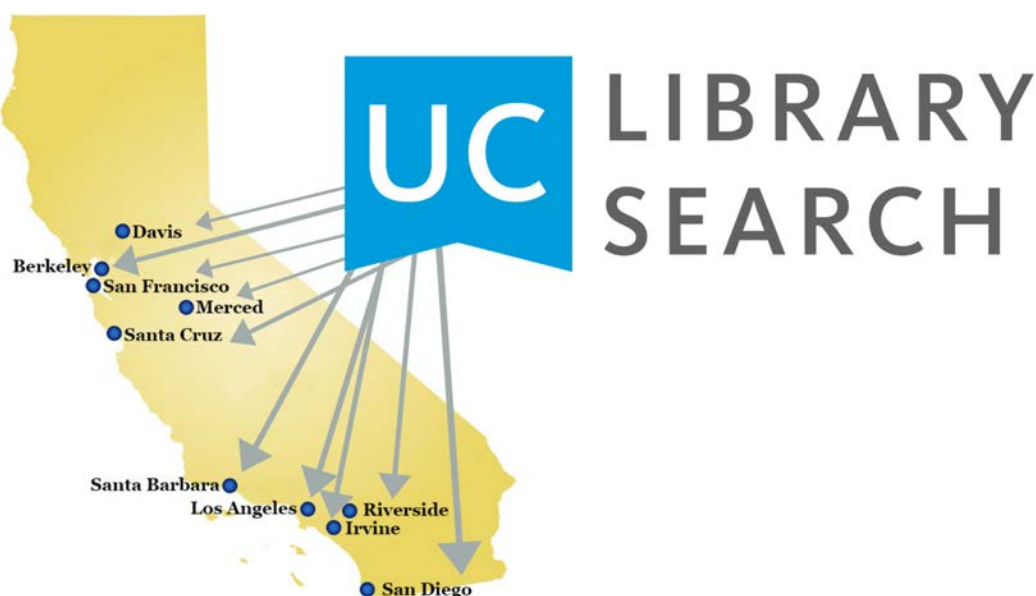 UC
LIBRARY
SEARCH
Davis
Berkeley
San Francisco
Merced
Santa Cruz
Santa Barbara
Los Angeles
Riverside
Irvine
San Diego